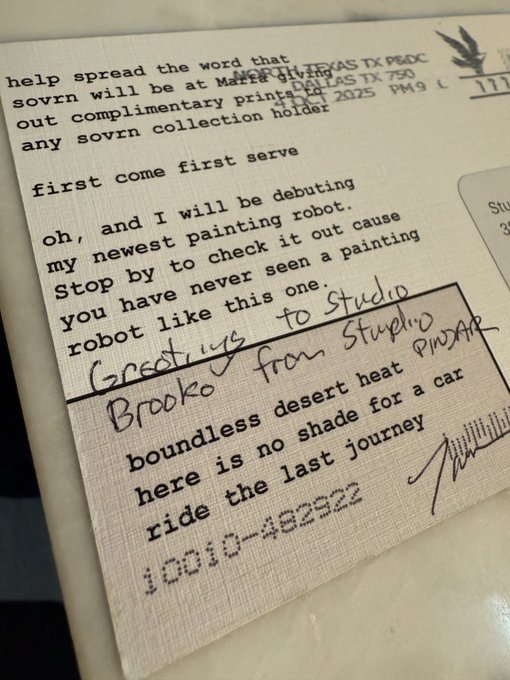 help spread the word that
sovrn will be at Marfa giving
out complimentary prints to
any sovrn collection holder
NORTH TEXAS TX P&DC
DALLAS TX 750
4 OCT 2025 PM 9 L
first come first serve
oh, and I will be debuting
my newest painting robot.
Stop by to check it out cause
you have never seen a painting
robot like this one.
Greetings to Studio
Brooko from Studio
PINDAR
boundless desert heat
here is no shade for a car
ride the last journey
10010-482922